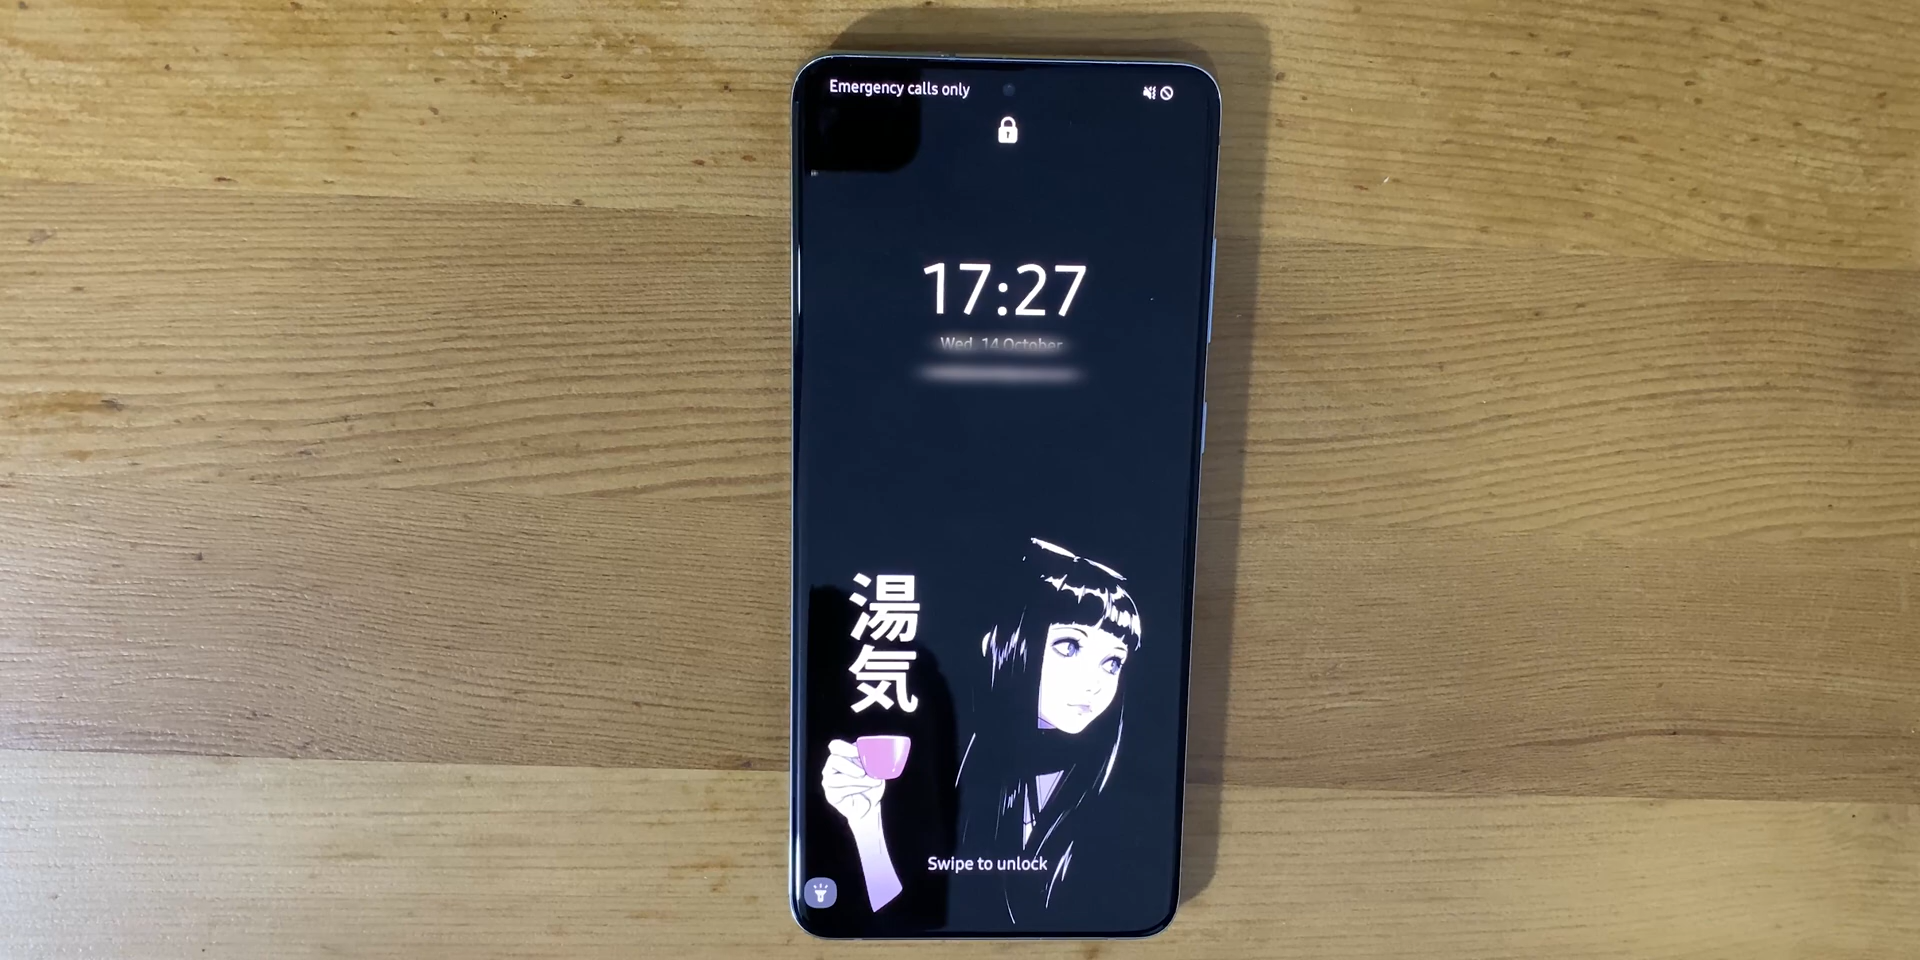 Emergency calls only
17:27
Wed, 14 October
湯気
Swipe to unlock